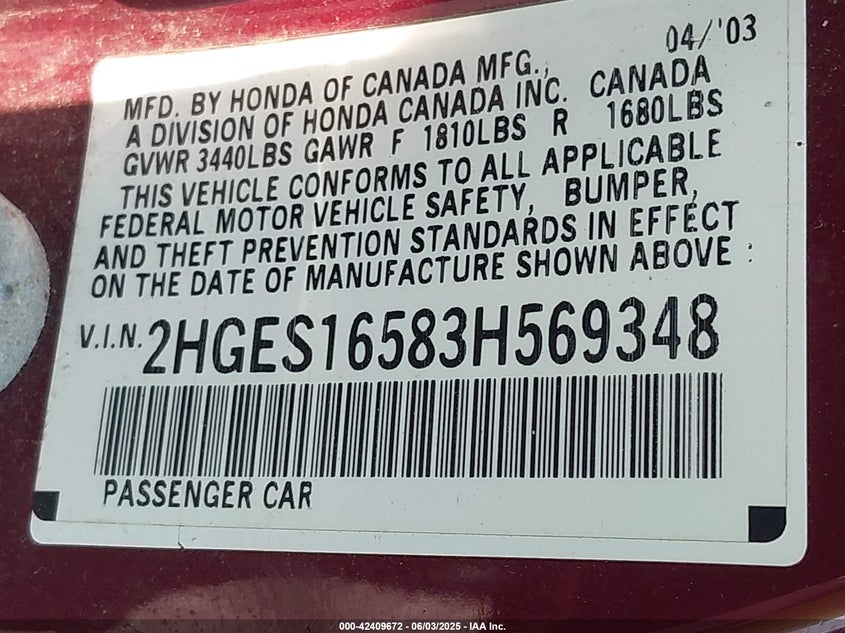 04/'03
MFD. BY HONDA OF CANADA MFG.,
A DIVISION OF HONDA CANADA INC. CANADA
GVWR 3440LBS GAWR F 1810LBS R 1680LBS
THIS VEHICLE CONFORMS TO ALL APPLICABLE
FEDERAL MOTOR VEHICLE SAFETY, BUMPER,
AND THEFT PREVENTION STANDARDS IN EFFECT
ON THE DATE OF MANUFACTURE SHOWN ABOVE :
V.I.N. 2HGES16583H569348
PASSENGER CAR
000-42409672 - 06/03/2025 - IAA Inc.